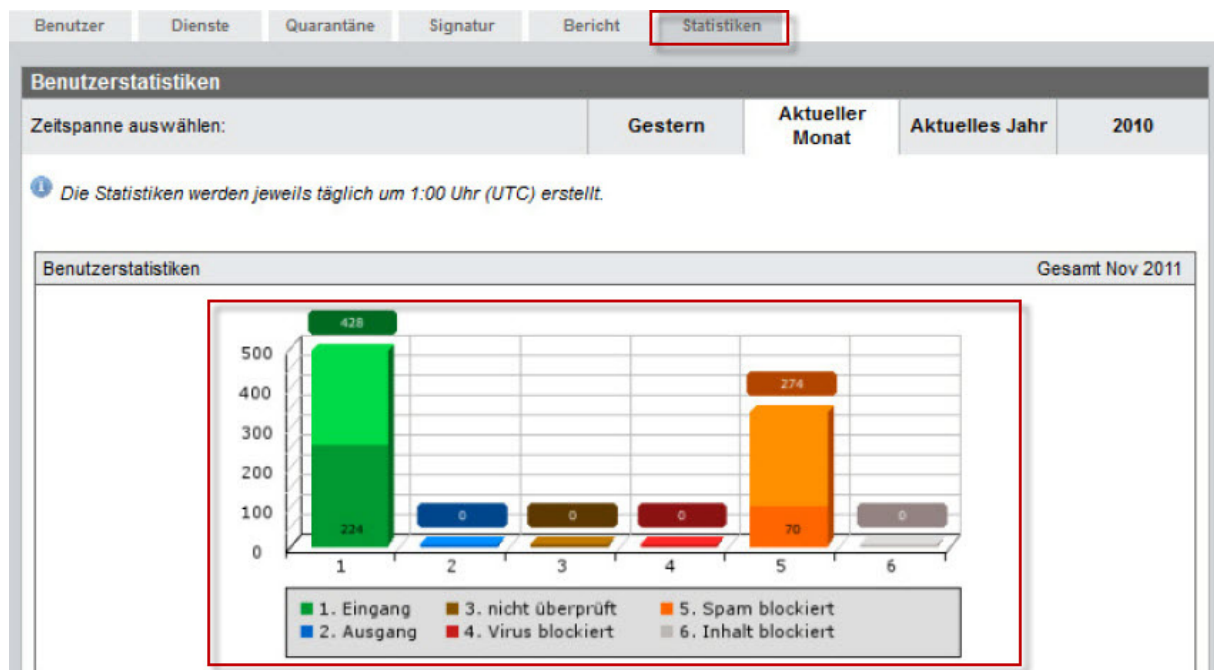 Benutzer Dienste Quarantäne Signatur Bericht Statistiken
Benutzerstatistiken
Zeitspanne auswählen: Gestern Aktueller Monat Aktuelles Jahr 2010
Die Statistiken werden jeweils täglich um 1:00 Uhr (UTC) erstellt.
Benutzerstatistiken Gesamt Nov 2011
428
500
400
274
300
200
100
0 0 0 0
224 70
0
1 2 3 4 5 6
1. Eingang 3. nicht überprüft 5. Spam blockiert
2. Ausgang 4. Virus blockiert 6. Inhalt blockiert